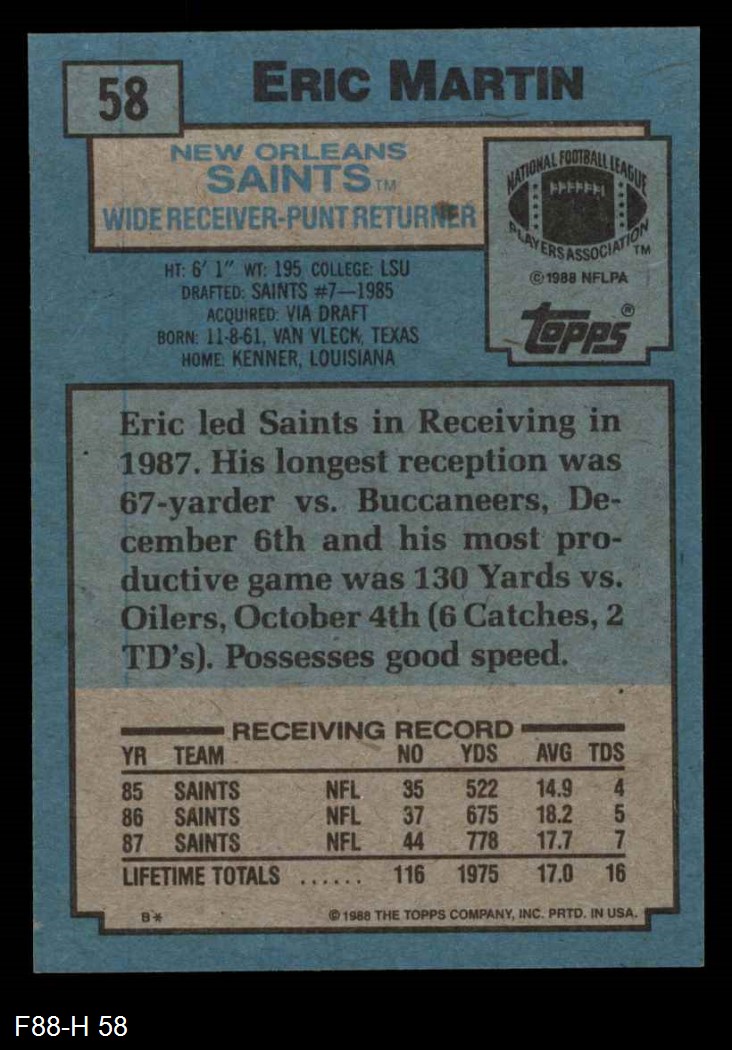 58
ERIC MARTIN
NEW ORLEANS
SAINTS™
WIDE RECEIVER-PUNT RETURNER
NATIONAL FOOTBALL LEAGUE
PLAYERS ASSOCIATION™
©1988 NFLPA
topps®
HT: 6' 1" WT: 195 COLLEGE: LSU
DRAFTED: SAINTS #7—1985
ACQUIRED: VIA DRAFT
BORN: 11-8-61, VAN VLECK, TEXAS
HOME: KENNER, LOUISIANA
Eric led Saints in Receiving in
1987. His longest reception was
67-yarder vs. Buccaneers, De-
cember 6th and his most pro-
ductive game was 130 Yards vs.
Oilers, October 4th (6 Catches, 2
TD's). Possesses good speed.
RECEIVING RECORD
YR TEAM NO YDS AVG TDS
85 SAINTS NFL 35 522 14.9 4
86 SAINTS NFL 37 675 18.2 5
87 SAINTS NFL 44 778 17.7 7
LIFETIME TOTALS ...... 116 1975 17.0 16
B* ©1988 THE TOPPS COMPANY, INC. PRTD. IN USA.
F88-H 58